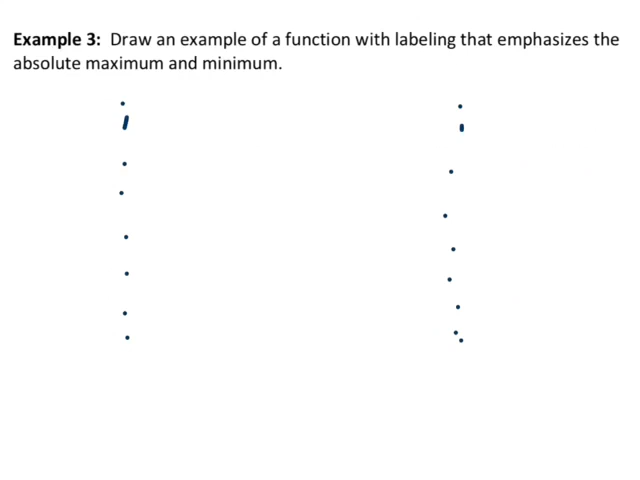 Example 3: Draw an example of a function with labeling that emphasizes the
absolute maximum and minimum.